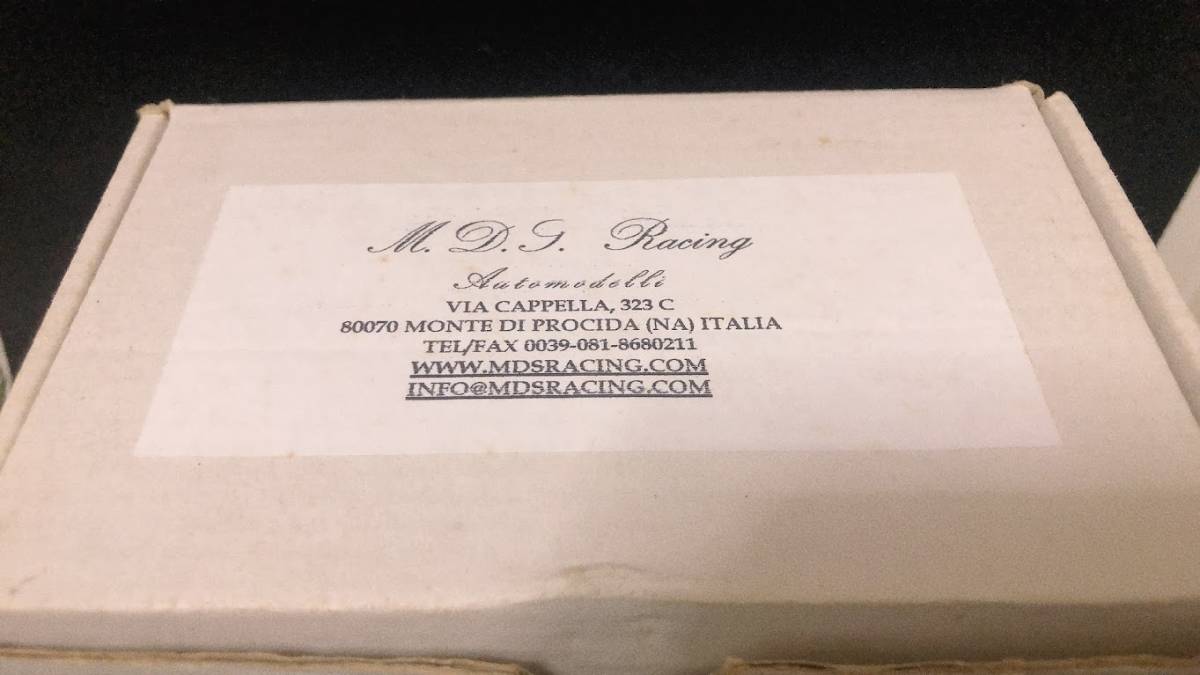 M. D. S. Racing
Automodelli
VIA CAPPELLA, 323 C
80070 MONTE DI PROCIDA (NA) ITALIA
TEL/FAX 0039-081-8680211
WWW.MDSRACING.COM
INFO@MDSRACING.COM